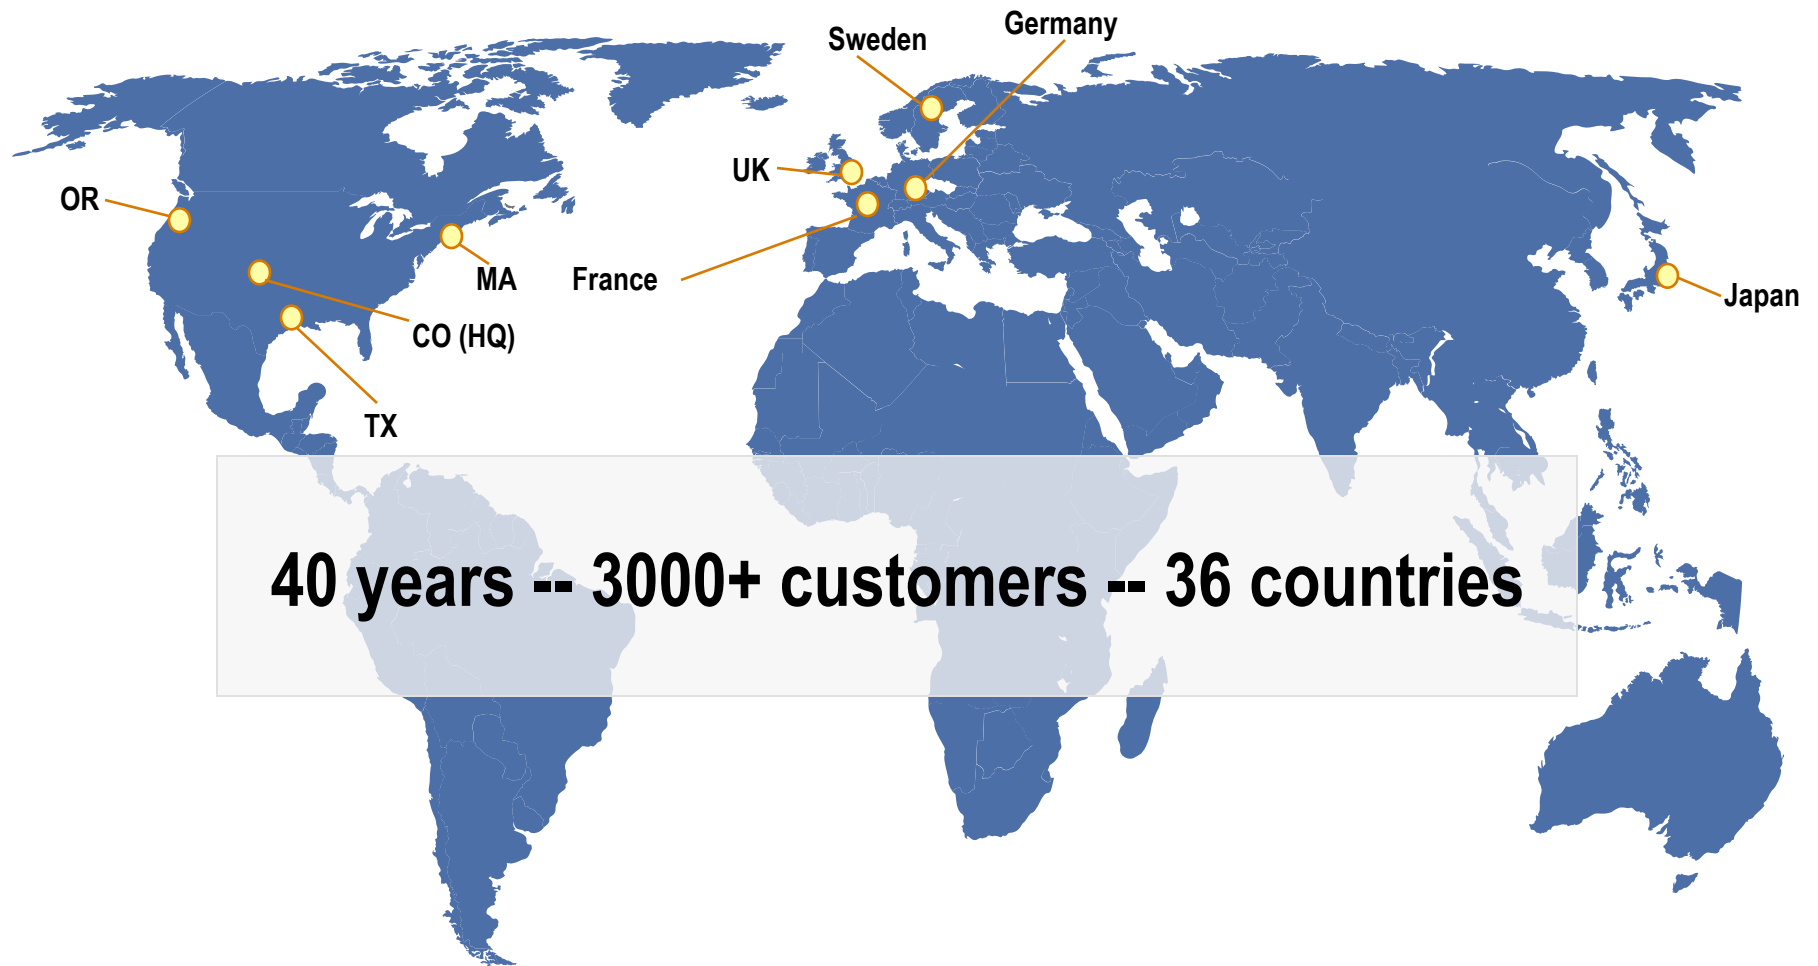 Germany
Sweden
UK
OR
MA
France
Japan
CO (HQ)
TX
40 years -- 3000+ customers -- 36 countries